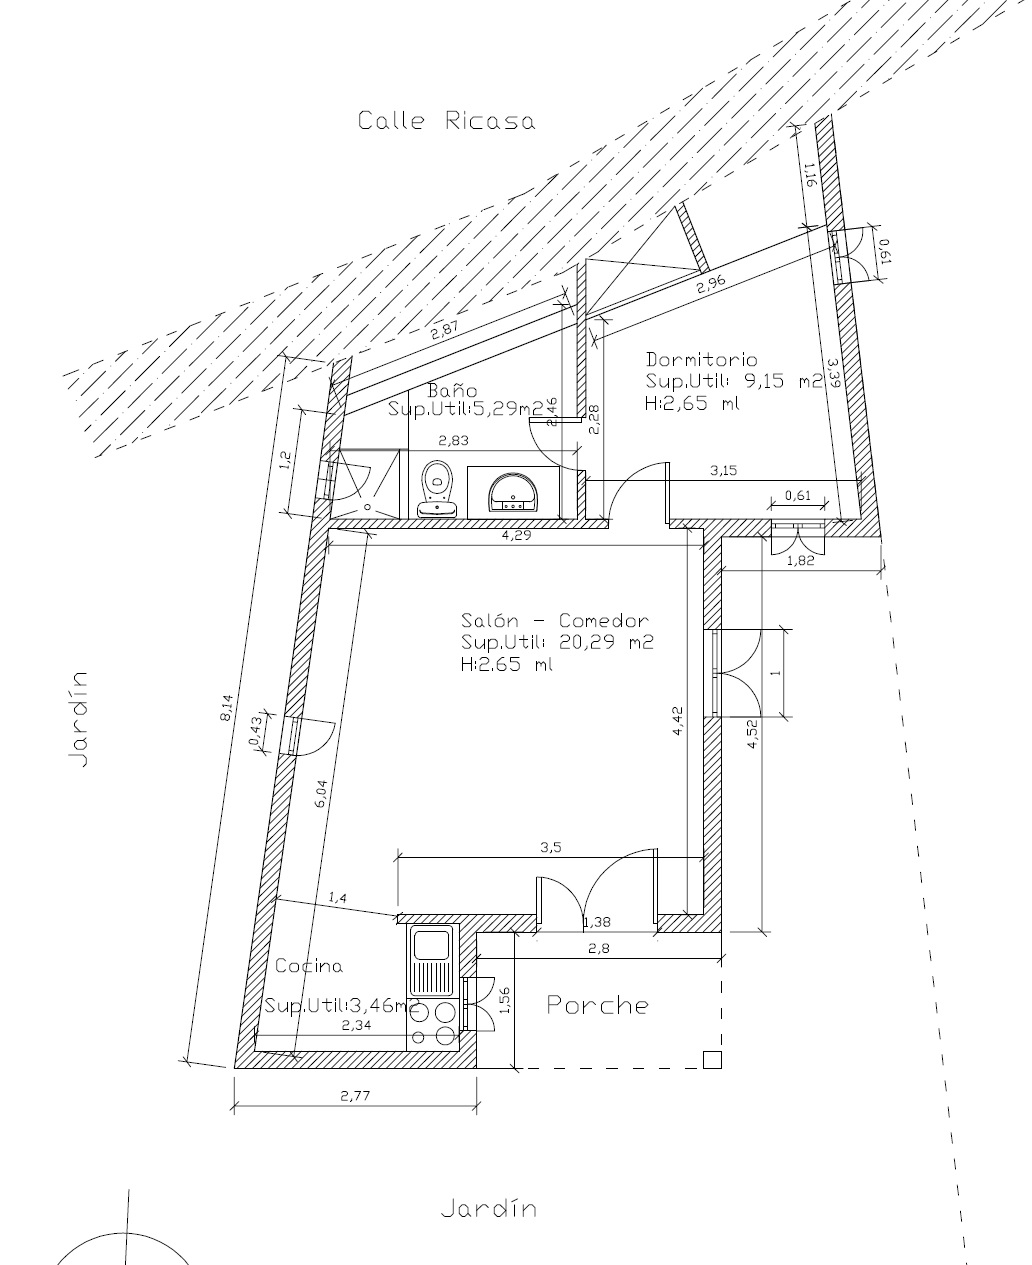 Calle Ricasa
1,16
0,61
2,96
2,87
Dormitorio
Sup.Util: 9,15 m2
H:2,65 ml
3,39
Baño
Sup.Util:5,29m2
2,46
2,28
2,83
1,2
3,15
0,61
4,29
1,82
Salón - Comedor
Sup.Util: 20,29 m2
H:2.65 ml
1
8,14
0,43
4,42
4,52
Jardín
6,04
3,5
1,4
1,38
2,8
Cocina
Sup.Util:3,46m2
2,34
1,56
Porche
2,77
Jardín